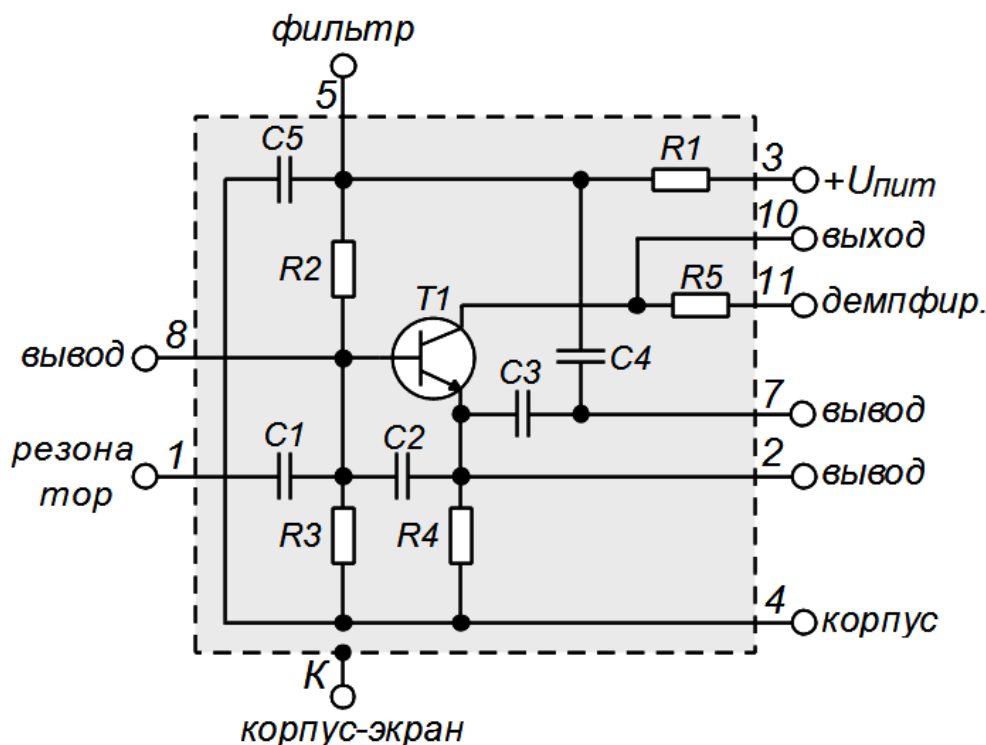 фильтр
5
C5
R1
3
+Uпит
10
выход
R2
T1
R5
11
демпфир.
8
вывод
C3
C4
7
вывод
резона
тор
1
C1
C2
2
вывод
R3
R4
4
корпус
К
корпус-экран